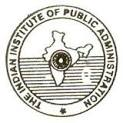 THE INDIAN INSTITUTE OF PUBLIC ADMINISTRATION